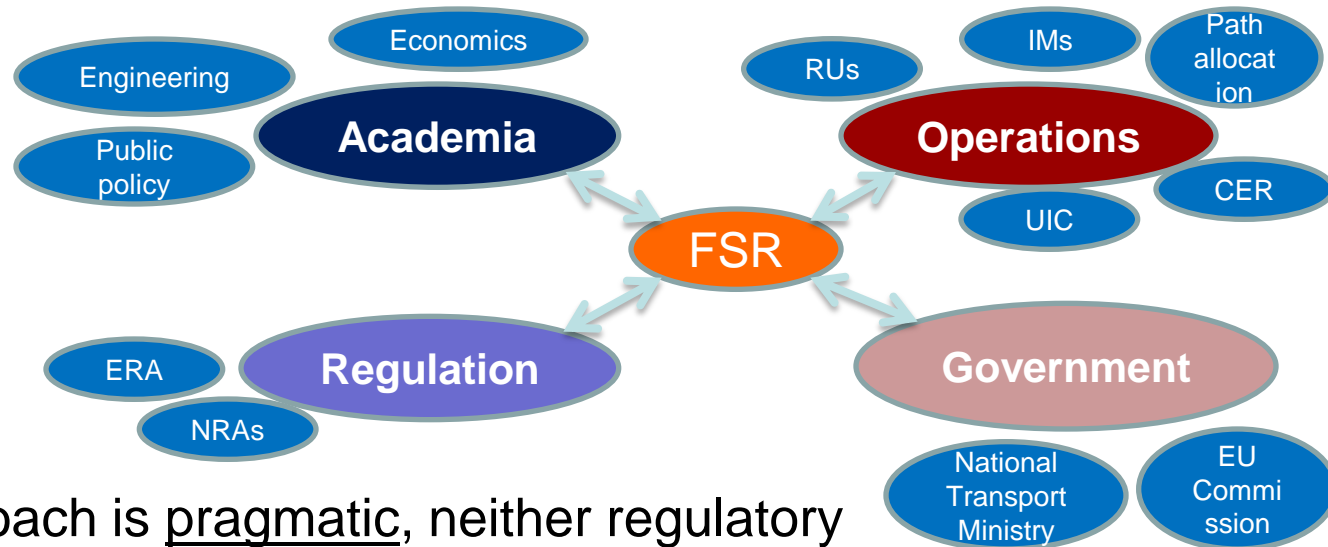 Economics
Engineering
Public
policy
Academia
RUs
IMs
Path
allocat
ion
Operations
CER
UIC
FSR
ERA
NRAs
Regulation
Government
National
Transport
Ministry
EU
Commi
ssion
oach is pragmatic, neither regulatory